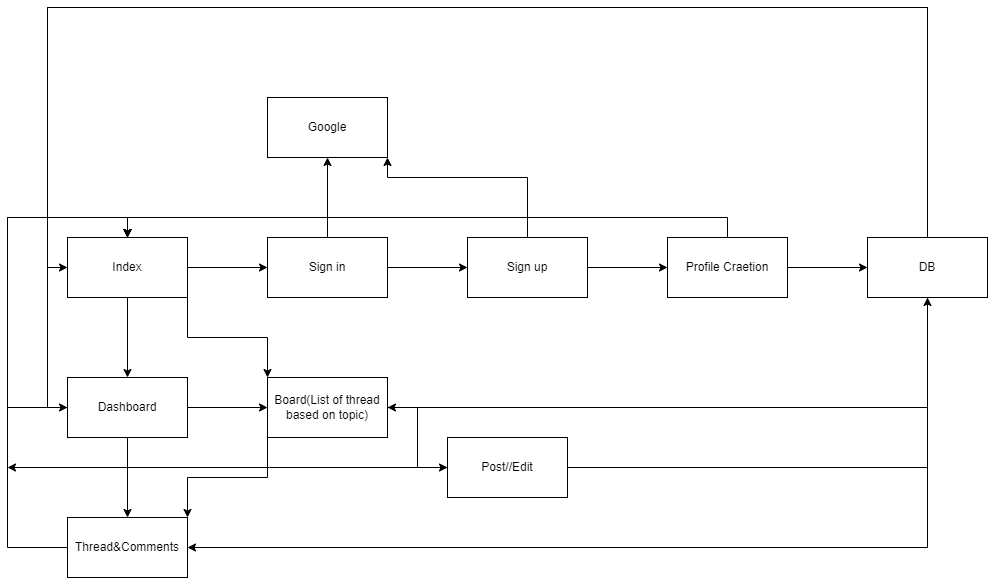 Google
Index
Sign in
Sign up
Profile Craetion
DB
Dashboard
Board(List of thread
based on topic)
Post//Edit
Thread&Comments